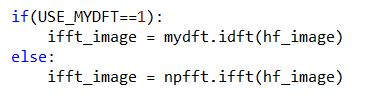 if(USE_MYDFT==1):
    ifft_image = mydft.idft(hf_image)
else:
    ifft_image = npfft.ifft(hf_image)